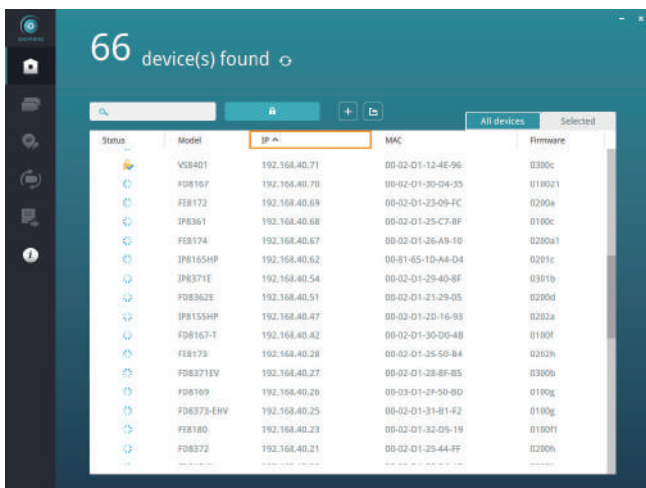 66 device(s) found
All devices Selected
Status Model IP MAC Firmware
VS8401 192.168.40.71 00-02-D1-12-4E-96 0300c
FD8167 192.168.40.70 00-02-D1-30-D4-35 010021
FE8172 192.168.40.69 00-02-D1-23-09-FC 0200a
IP8361 192.168.40.68 00-02-D1-25-C7-8F 0100c
FE8174 192.168.40.67 00-02-D1-26-A9-10 0200a1
IP8165HP 192.168.40.62 00-81-65-1D-A4-D4 0201c
IP8371E 192.168.40.54 00-02-D1-29-40-8F 0301b
FD8362E 192.168.40.51 00-02-D1-21-29-05 0200d
IP8155HP 192.168.40.47 00-02-D1-2D-16-93 0202a
FD8167-T 192.168.40.42 00-02-D1-30-D0-4B 0100f
FE8173 192.168.40.28 00-02-D1-25-50-B4 0202h
FD8371EV 192.168.40.27 00-02-D1-28-8F-B5 0300b
FD8169 192.168.40.26 00-03-D1-2F-50-BD 0100g
FD8373-EHV 192.168.40.25 00-02-D1-31-81-F2 0100g
FE8180 192.168.40.23 00-02-D1-32-D5-19 0100f1
FD8372 192.168.40.21 00-02-D1-25-44-FF 0200h